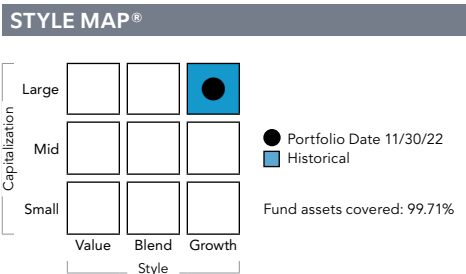 STYLE MAP®
Large
Mid
Small
Capitalization
Value Blend Growth
Style
Portfolio Date 11/30/22
Historical
Fund assets covered: 99.71%